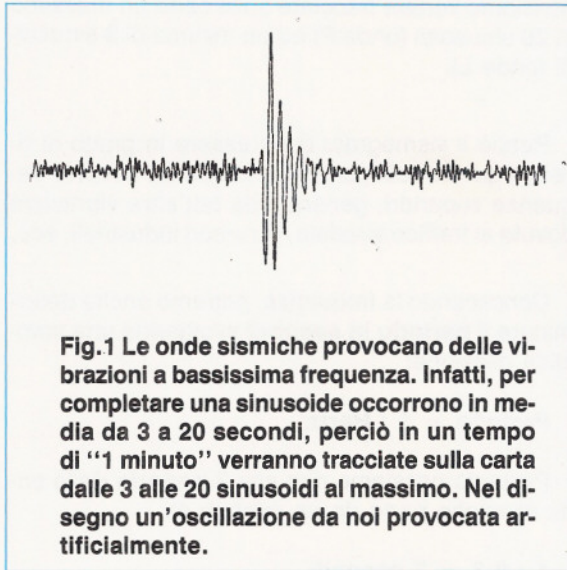 Fig.1 Le onde sismiche provocano delle vi-
brazioni a bassissima frequenza. Infatti, per
completare una sinusoide occorrono in me-
dia da 3 a 20 secondi, perciò in un tempo
di "1 minuto" verranno tracciate sulla carta
dalle 3 alle 20 sinusoidi al massimo. Nel di-
segno un'oscillazione da noi provocata ar-
tificialmente.